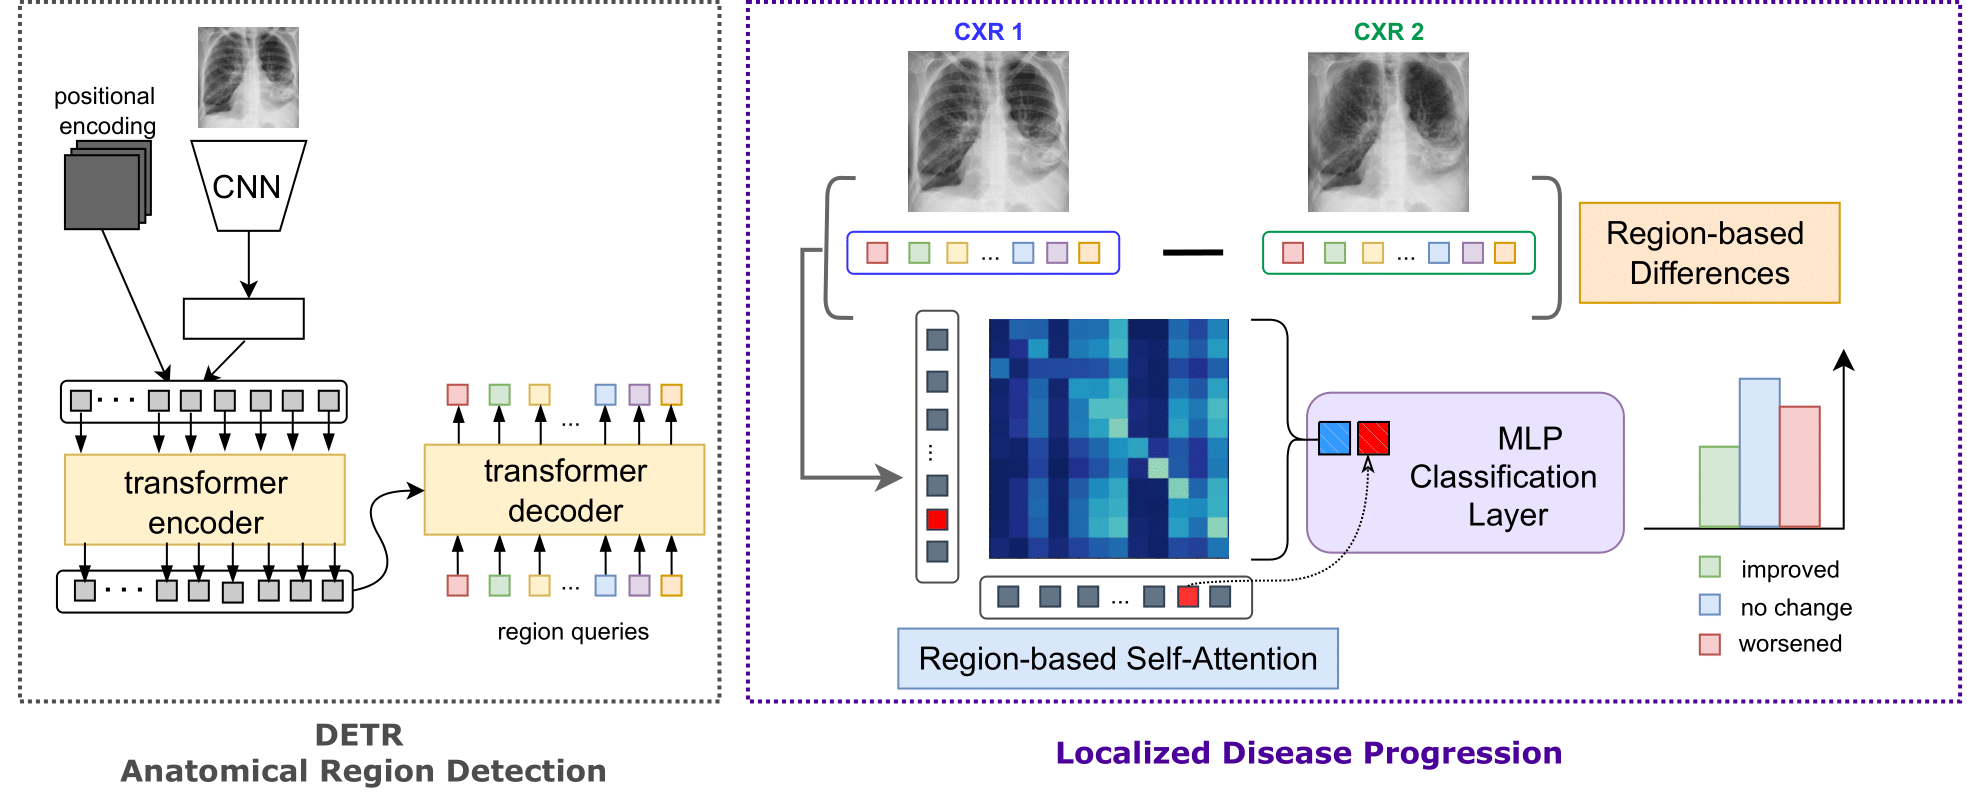 positional
encoding
CNN
· · ·
transformer
encoder
· · ·
...
transformer
decoder
...
region queries
DETR
Anatomical Region Detection
CXR 1
CXR 2
...
...
Region-based
Differences
...
...
Region-based Self-Attention
MLP
Classification
Layer
improved
no change
worsened
Localized Disease Progression